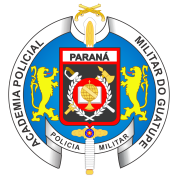 ACADEMIA POLICIAL
MILITAR DO GUATUPÊ
PARANÁ
POLÍCIA
MILITAR